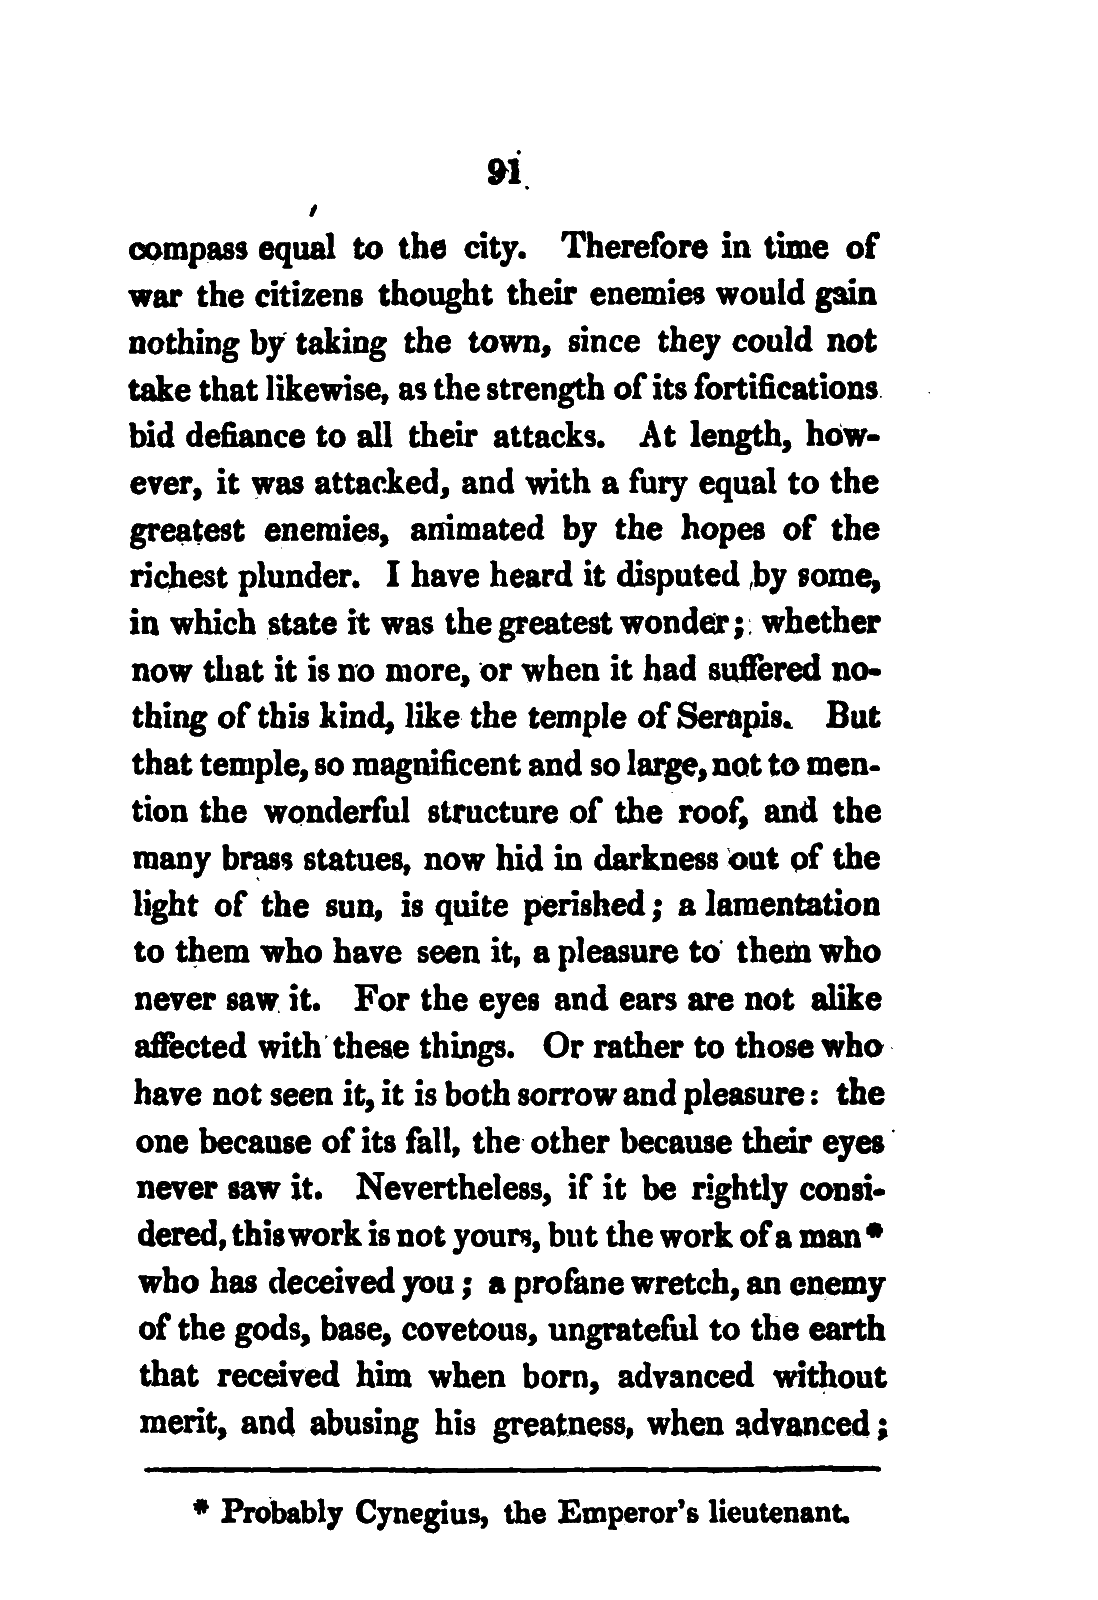 91
compass equal to the city. Therefore in time of
war the citizens thought their enemies would gain
nothing by taking the town, since they could not
take that likewise, as the strength of its fortifications
bid defiance to all their attacks. At length, how-
ever, it was attacked, and with a fury equal to the
greatest enemies, animated by the hopes of the
richest plunder. I have heard it disputed by some,
in which state it was the greatest wonder; whether
now that it is no more, or when it had suffered no-
thing of this kind, like the temple of Serapis. But
that temple, so magnificent and so large, not to men-
tion the wonderful structure of the roof, and the
many brass statues, now hid in darkness out of the
light of the sun, is quite perished; a lamentation
to them who have seen it, a pleasure to them who
never saw it. For the eyes and ears are not alike
affected with these things. Or rather to those who
have not seen it, it is both sorrow and pleasure: the
one because of its fall, the other because their eyes
never saw it. Nevertheless, if it be rightly consi-
dered, this work is not yours, but the work of a man*
who has deceived you; a profane wretch, an enemy
of the gods, base, covetous, ungrateful to the earth
that received him when born, advanced without
merit, and abusing his greatness, when advanced;
* Probably Cynegius, the Emperor's lieutenant.